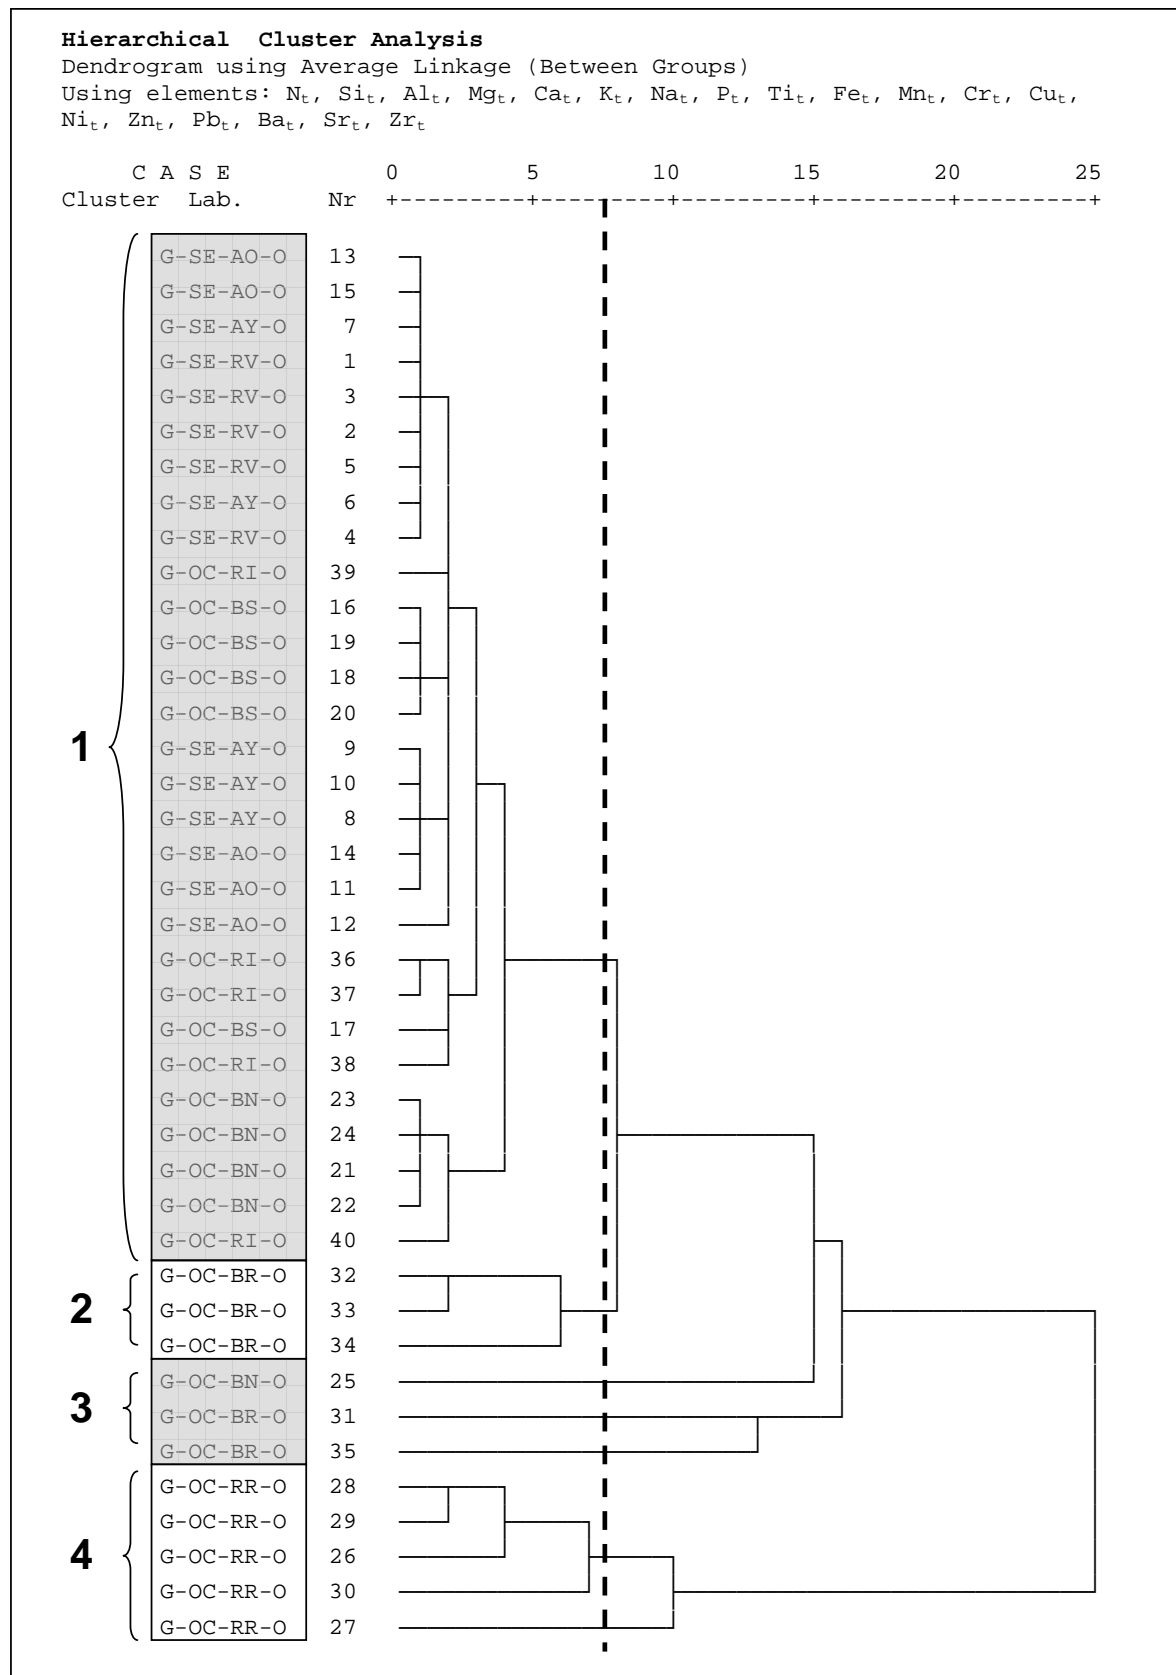 Hierarchical Cluster Analysis
Dendrogram using Average Linkage (Between Groups)
Using elements: Nt, Sit, Alt, Mgt, Cat, Kt, Nat, Pt, Tit, Fet, Mnt, Crt, Cut,
Nit, Znt, Pbt, Bat, Srt, Zrt
C A S E 0 5 10 15 20 25
Cluster Lab. Nr +---------+---------+---------+---------+---------+
G-SE-AO-O 13
G-SE-AO-O 15
G-SE-AY-O 7
G-SE-RV-O 1
G-SE-RV-O 3
G-SE-RV-O 2
G-SE-RV-O 5
G-SE-AY-O 6
G-SE-RV-O 4
G-OC-RI-O 39
G-OC-BS-O 16
G-OC-BS-O 19
G-OC-BS-O 18
G-OC-BS-O 20
1 G-SE-AY-O 9
G-SE-AY-O 10
G-SE-AY-O 8
G-SE-AO-O 14
G-SE-AO-O 11
G-SE-AO-O 12
G-OC-RI-O 36
G-OC-RI-O 37
G-OC-BS-O 17
G-OC-RI-O 38
G-OC-BN-O 23
G-OC-BN-O 24
G-OC-BN-O 21
G-OC-BN-O 22
G-OC-RI-O 40
G-OC-BR-O 32
2 G-OC-BR-O 33
G-OC-BR-O 34
G-OC-BN-O 25
3 G-OC-BR-O 31
G-OC-BR-O 35
G-OC-RR-O 28
G-OC-RR-O 29
4 G-OC-RR-O 26
G-OC-RR-O 30
G-OC-RR-O 27